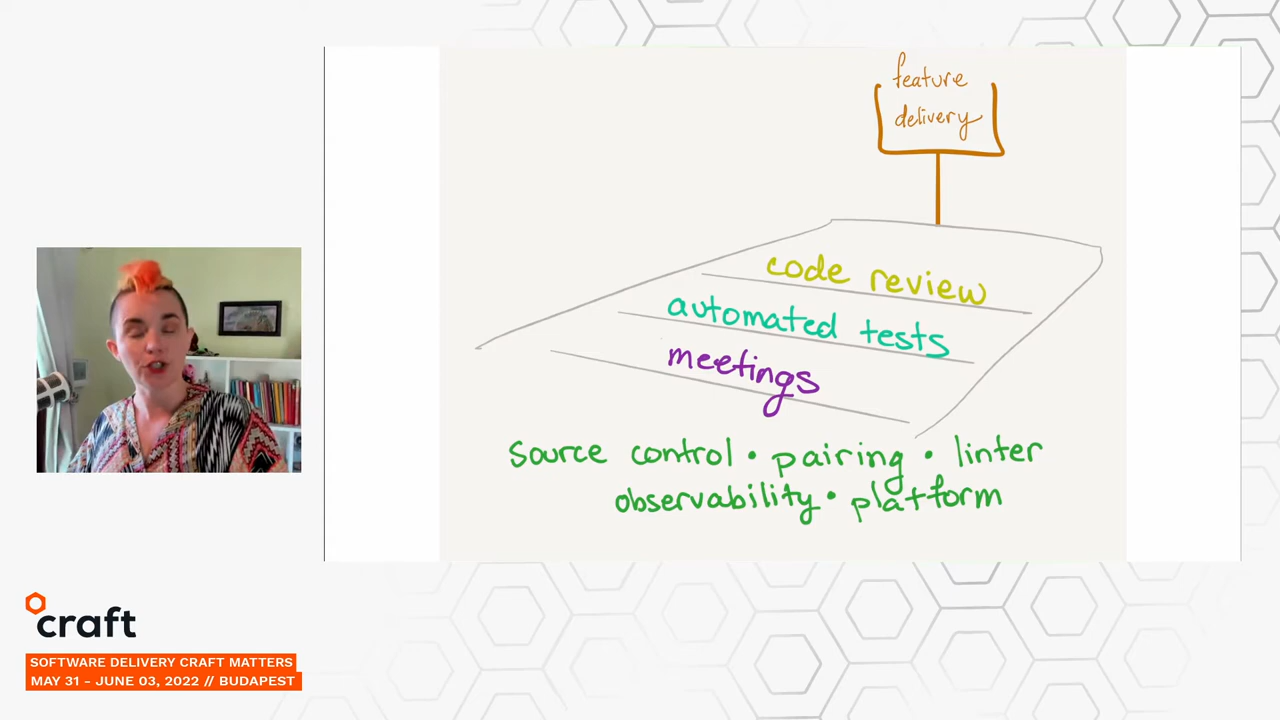 feature
delivery
code review
automated tests
meetings
source control • pairing • linter
observability • platform
craft
SOFTWARE DELIVERY CRAFT MATTERS
MAY 31 - JUNE 03, 2022 // BUDAPEST